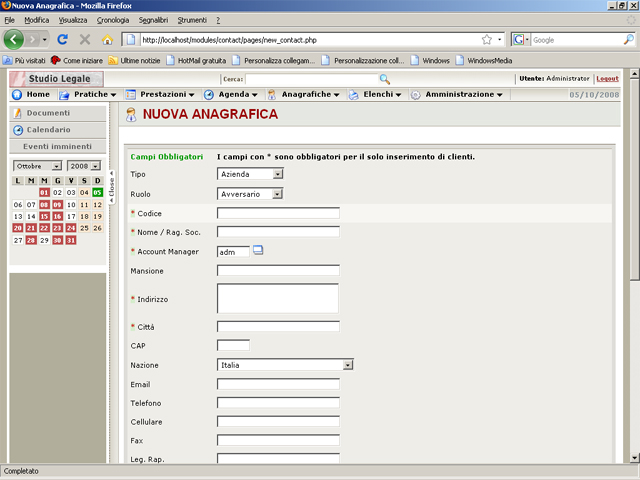 Nuova Anagrafica - Mozilla Firefox
File Modifica Visualizza Cronologia Segnalibri Strumenti ?
http://localhost/modules/contact/pages/new_contact.php
Google
Più visitati Come iniziare Ultime notizie HotMail gratuita Personalizza collegam... Personalizzazione coll... Windows WindowsMedia
Studio Legale Cerca: Utente: Administrator Logout
Home Pratiche Prestazioni Agenda Anagrafiche Elenchi Amministrazione 05/10/2008
Documenti
Calendario
Eventi imminenti
Ottobre 2008
L M M G V S D
01 02 03 04 05
06 07 08 09 10 11 12
13 14 15 16 17 18 19
20 21 22 23 24 25 26
27 28 29 30 31
Close
NUOVA ANAGRAFICA
Campi Obbligatori I campi con * sono obbligatori per il solo inserimento di clienti.
Tipo Azienda
Ruolo Avversario
* Codice
* Nome / Rag. Soc.
* Account Manager adm
Mansione
* Indirizzo
* Cittá
CAP
Nazione Italia
Email
Telefono
Cellulare
Fax
Leg. Rap.
Completato